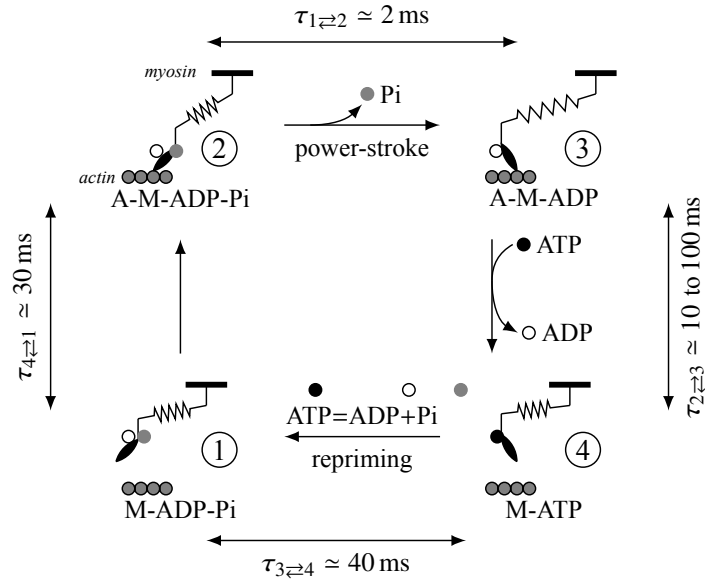 τ1⇄2 ≃ 2 ms
myosin
Pi
2
power-stroke
3
actin
A-M-ADP-Pi
A-M-ADP
ATP
ADP
τ4⇄1 ≃ 30 ms
τ2⇄3 ≃ 10 to 100 ms
ATP=ADP+Pi
1
repriming
4
M-ADP-Pi
M-ATP
τ3⇄4 ≃ 40 ms